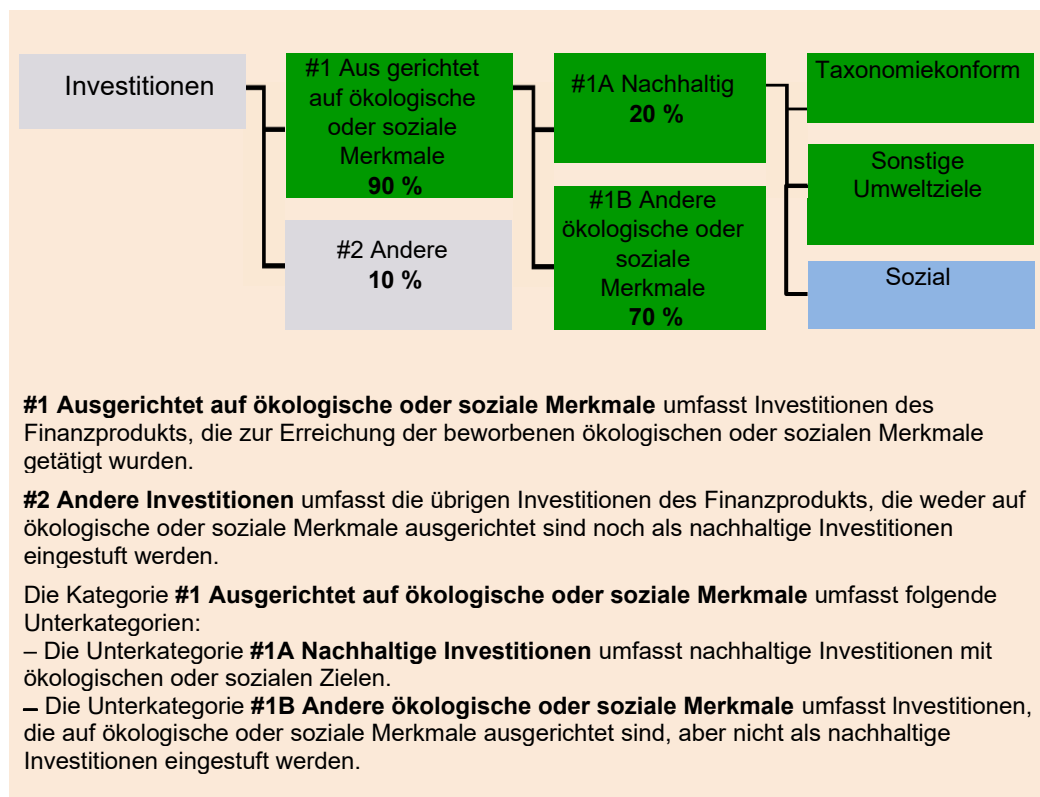 Investitionen
#1 Aus gerichtet
auf ökologische
oder soziale
Merkmale
90 %
#2 Andere
10 %
#1A Nachhaltig
20 %
#1B Andere
ökologische oder
soziale
Merkmale
70 %
Taxonomiekonform
Sonstige
Umweltziele
Sozial
#1 Ausgerichtet auf ökologische oder soziale Merkmale umfasst Investitionen des
Finanzprodukts, die zur Erreichung der beworbenen ökologischen oder sozialen Merkmale
getätigt wurden.
#2 Andere Investitionen umfasst die übrigen Investitionen des Finanzprodukts, die weder auf
ökologische oder soziale Merkmale ausgerichtet sind noch als nachhaltige Investitionen
eingestuft werden.
Die Kategorie #1 Ausgerichtet auf ökologische oder soziale Merkmale umfasst folgende
Unterkategorien:
– Die Unterkategorie #1A Nachhaltige Investitionen umfasst nachhaltige Investitionen mit
ökologischen oder sozialen Zielen.
– Die Unterkategorie #1B Andere ökologische oder soziale Merkmale umfasst Investitionen,
die auf ökologische oder soziale Merkmale ausgerichtet sind, aber nicht als nachhaltige
Investitionen eingestuft werden.